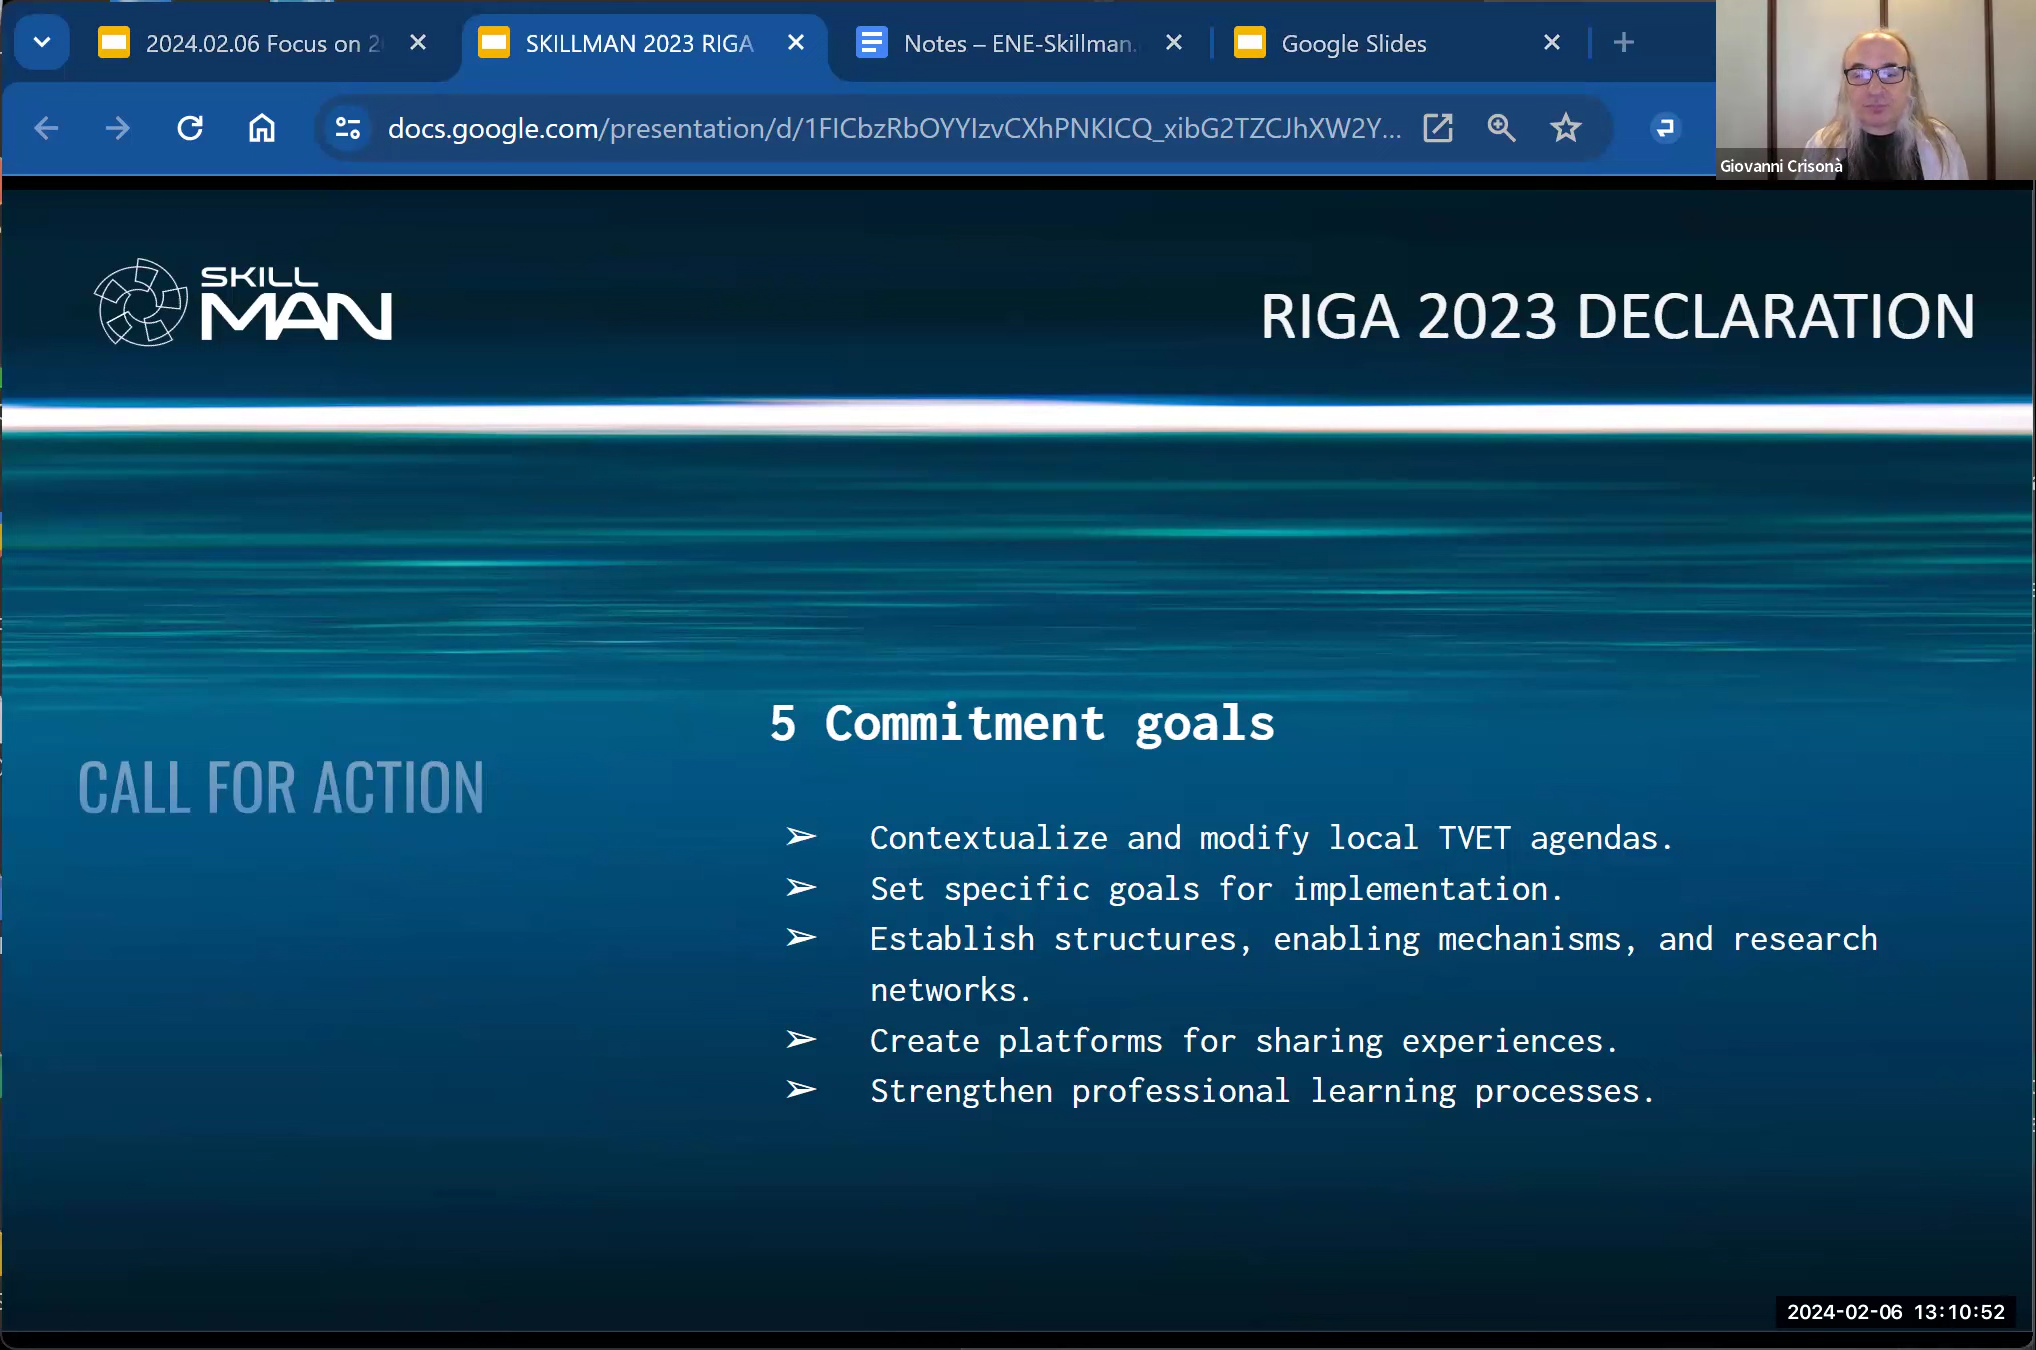 2024.02.06 Focus on 2
SKILLMAN 2023 RIGA
Notes – ENE-Skillman.
Google Slides
docs.google.com/presentation/d/1FICbzRbOYYIzvCXhPNKICQ_xibG2TZCJhXW2Y...
Giovanni Crisonà
SKILL
MAN
RIGA 2023 DECLARATION
5 Commitment goals
CALL FOR ACTION
➢ Contextualize and modify local TVET agendas.
➢ Set specific goals for implementation.
➢ Establish structures, enabling mechanisms, and research
networks.
➢ Create platforms for sharing experiences.
➢ Strengthen professional learning processes.
2024-02-06 13:10:52